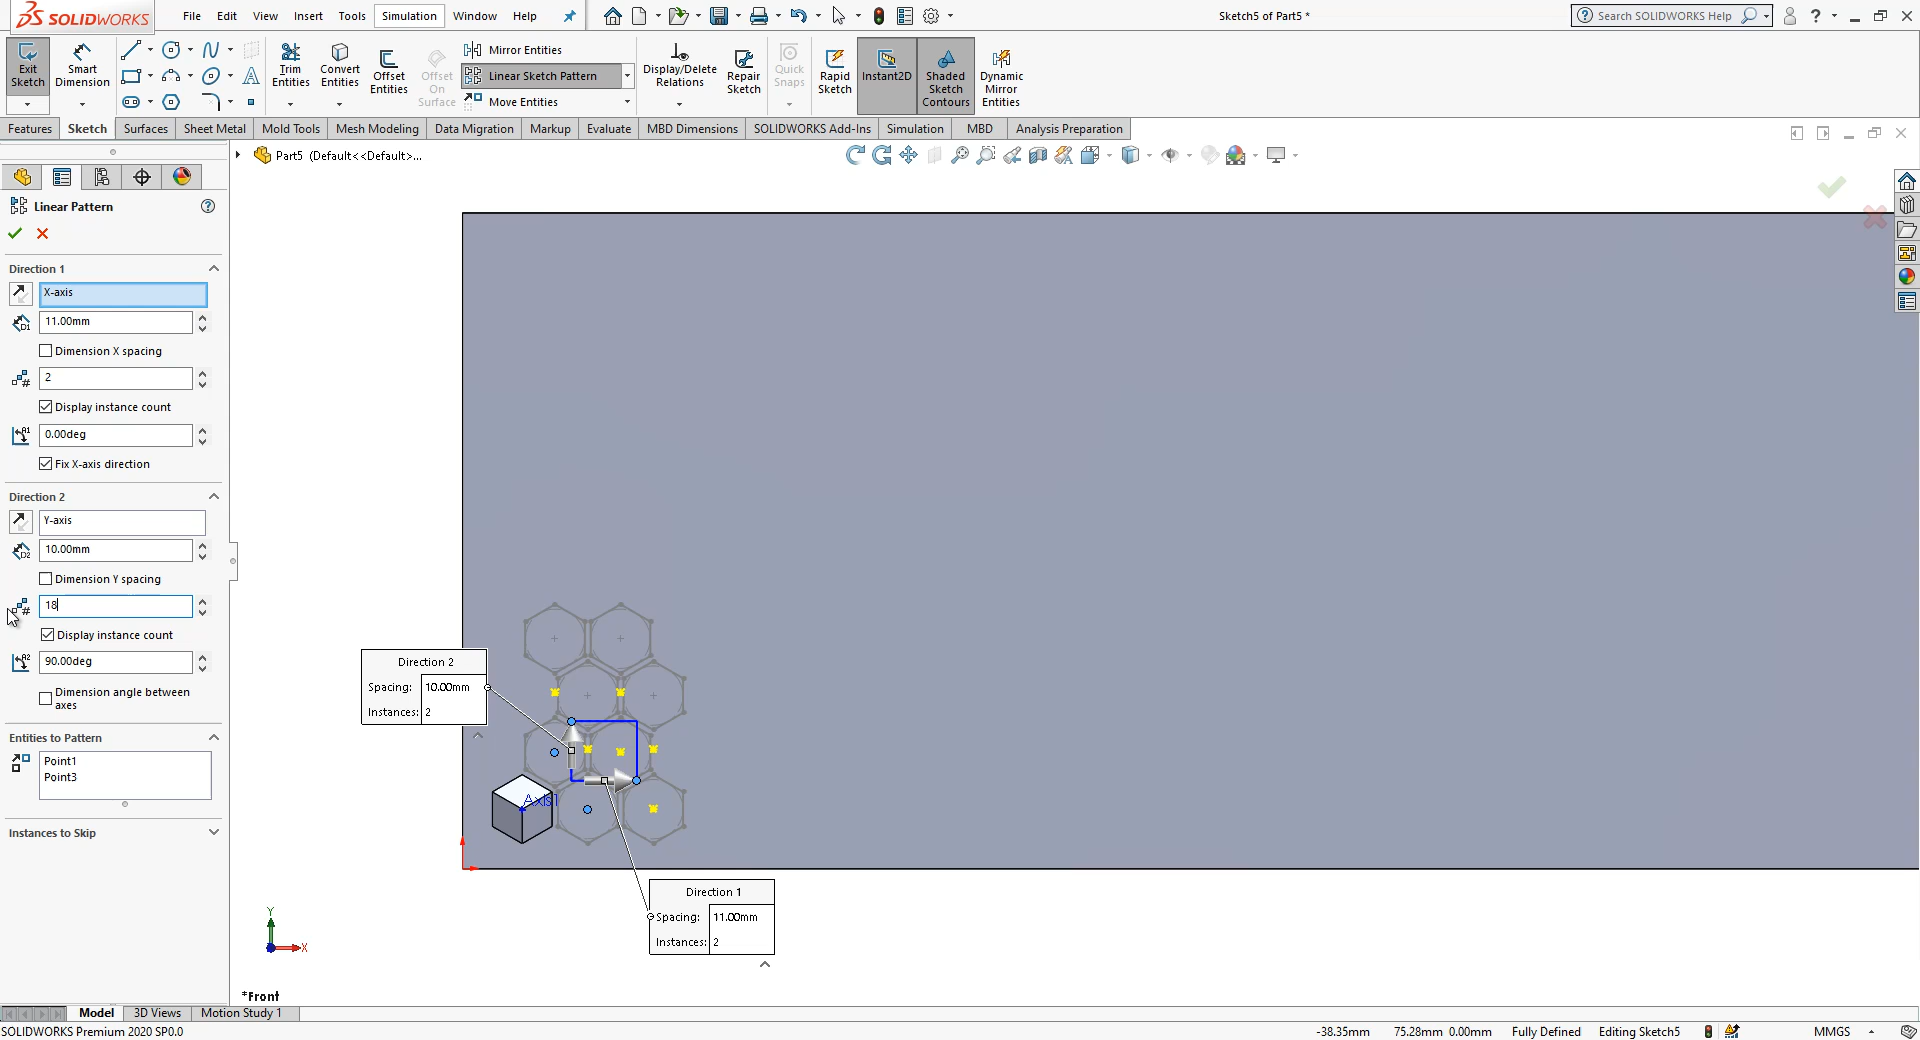 SOLIDWORKS
File Edit View Insert Tools Simulation Window Help
Sketch5 of Part5 *
Search SOLIDWORKS Help
Exit Sketch
Smart Dimension
Trim Entities
Convert Entities
Offset Entities
Offset On Surface
Mirror Entities
Linear Sketch Pattern
Move Entities
Display/Delete Relations
Repair Sketch
Quick Snaps
Rapid Sketch
Instant2D
Shaded Sketch Contours
Dynamic Mirror Entities
Features Sketch Surfaces Sheet Metal Mold Tools Mesh Modeling Data Migration Markup Evaluate MBD Dimensions SOLIDWORKS Add-Ins Simulation MBD Analysis Preparation
Part5 (Default<<Default>...
Linear Pattern
Direction 1
X-axis
D1
11.00mm
Dimension X spacing
#
2
Display instance count
A1
0.00deg
Fix X-axis direction
Direction 2
Y-axis
D2
10.00mm
Dimension Y spacing
#
18
Display instance count
A2
90.00deg
Dimension angle between
axes
Entities to Pattern
Point1
Point3
Instances to Skip
Direction 2
Spacing: 10.00mm
Instances: 2
Axis1
Direction 1
Spacing: 11.00mm
Instances: 2
Y
X
*Front
Model 3D Views Motion Study 1
SOLIDWORKS Premium 2020 SP0.0
-38.35mm 75.28mm 0.00mm Fully Defined Editing Sketch5 MMGS